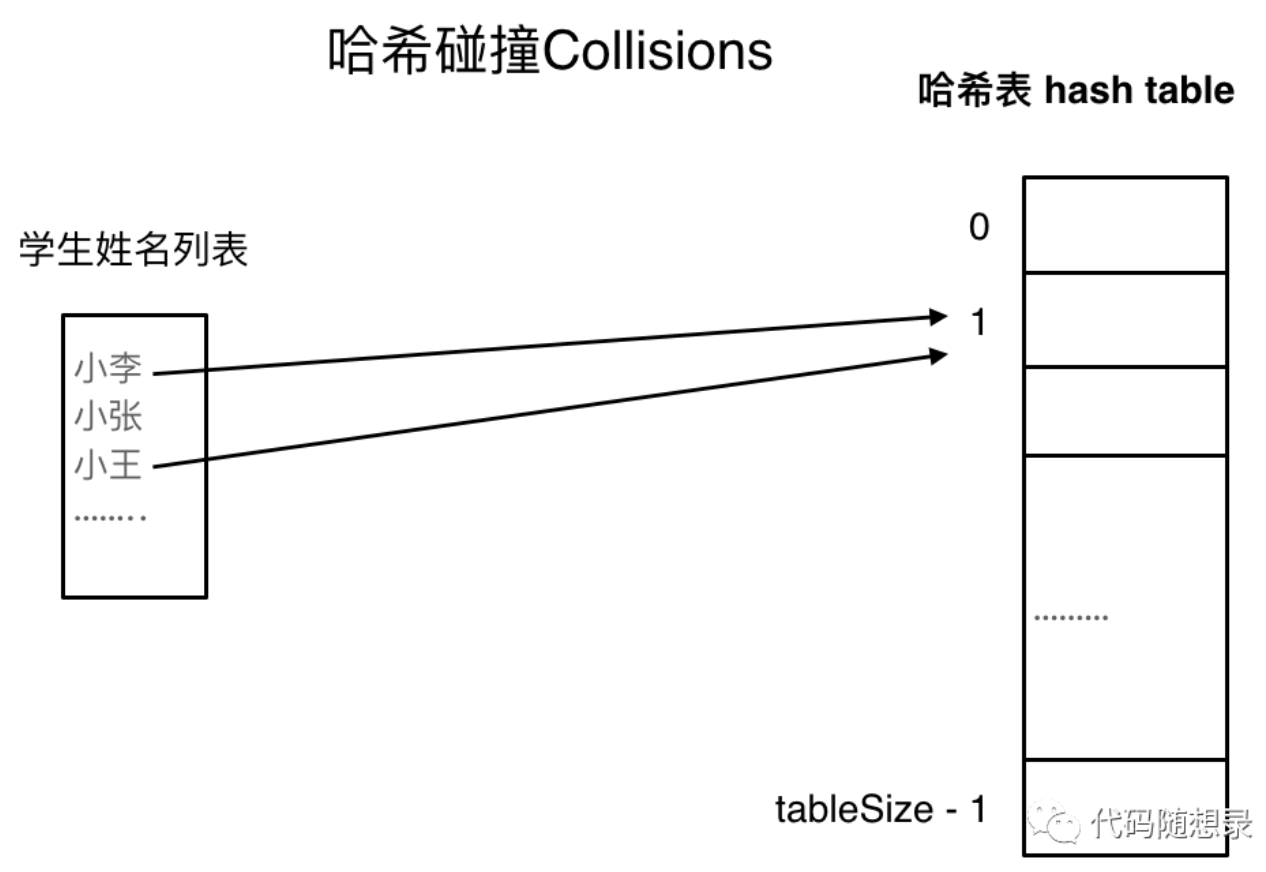 哈希碰撞Collisions
哈希表 hash table
学生姓名列表
小李
小张
小王
........
0
1
.........
tableSize - 1
代码随想录